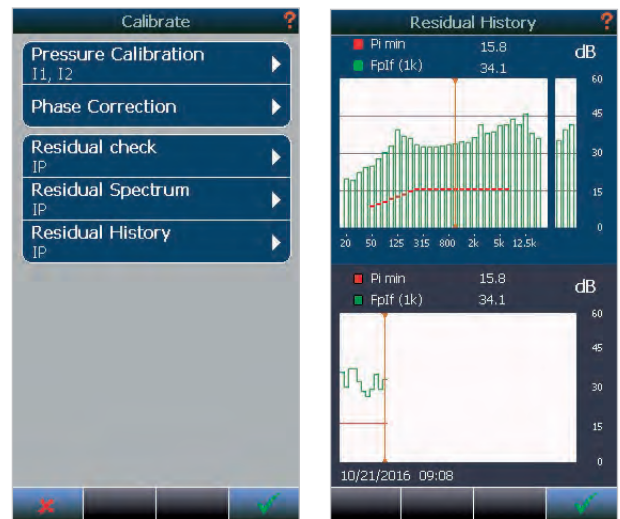 Calibrate
?
Pressure Calibration
I1, I2
Phase Correction
Residual check
IP
Residual Spectrum
IP
Residual History
IP
Residual History
?
Pi min 15.8 dB
FpIf (1k) 34.1
60
45
30
15
0
20 50 125 315 800 2k 5k 12.5k
Pi min 15.8 dB
FpIf (1k) 34.1
60
45
30
15
0
10/21/2016 09:08